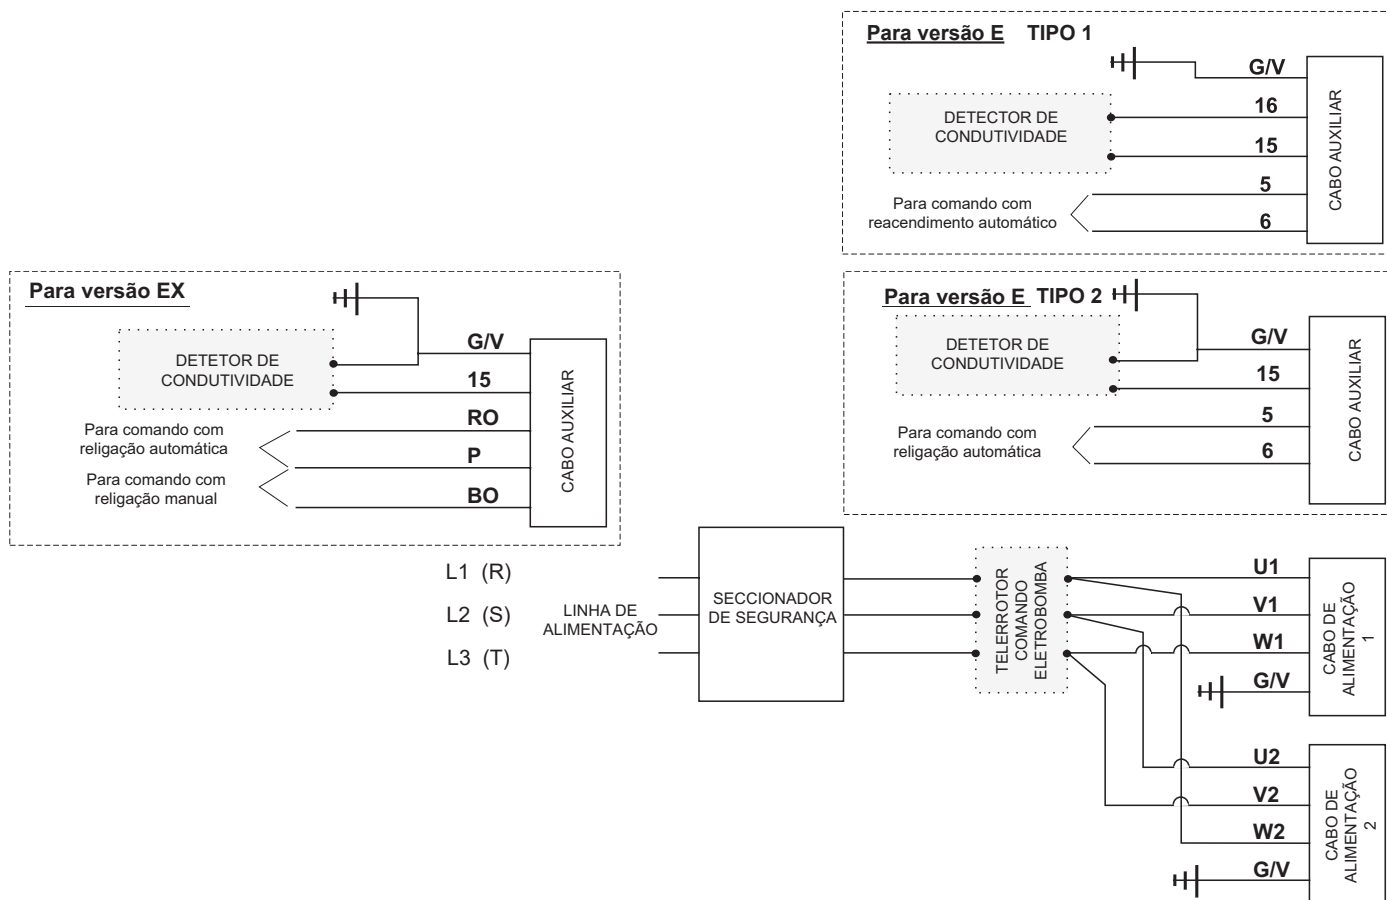 Para versão E TIPO 1
G/V
16
15
5
6
DETECTOR DE
CONDUTIVIDADE
Para comando com
reacendimento automático
CABO AUXILIAR
Para versão EX
G/V
15
RO
P
BO
DETETOR DE
CONDUTIVIDADE
Para comando com
religação automática
Para comando com
religação manual
CABO AUXILIAR
Para versão E TIPO 2
G/V
15
5
6
DETETOR DE
CONDUTIVIDADE
Para comando com
religação automática
CABO AUXILIAR
L1 (R)
L2 (S)
L3 (T)
LINHA DE
ALIMENTAÇÃO
SECCIONADOR
DE SEGURANÇA
TELERROTOR
COMANDO
ELETROBOMBA
U1
V1
W1
G/V
CABO DE
ALIMENTAÇÃO
1
U2
V2
W2
G/V
CABO DE
ALIMENTAÇÃO
2